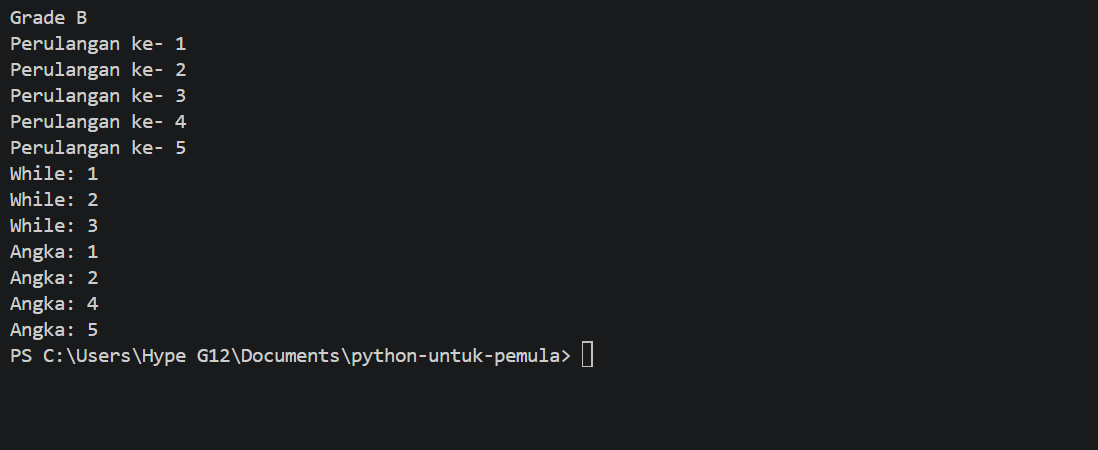 Grade B
Perulangan ke- 1
Perulangan ke- 2
Perulangan ke- 3
Perulangan ke- 4
Perulangan ke- 5
While: 1
While: 2
While: 3
Angka: 1
Angka: 2
Angka: 4
Angka: 5
PS C:\Users\Hype G12\Documents\python-untuk-pemula>